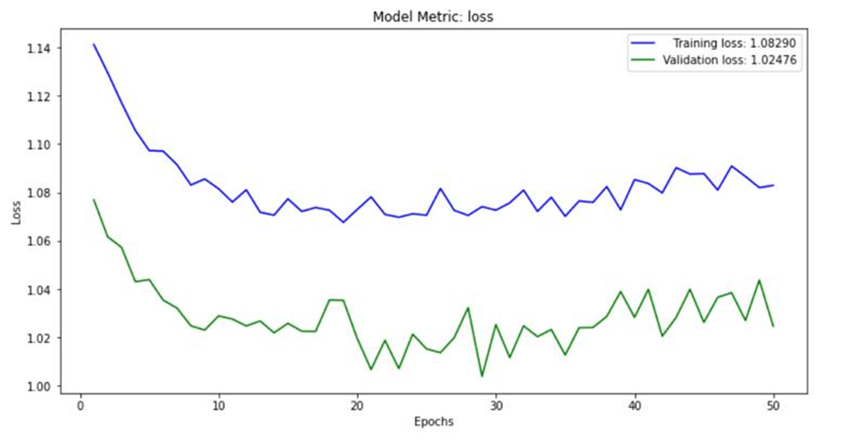 Model Metric: loss
Training loss: 1.08290
Validation loss: 1.02476
1.14
1.12
1.10
1.08
1.06
1.04
1.02
1.00
Loss
0 10 20 30 40 50
Epochs